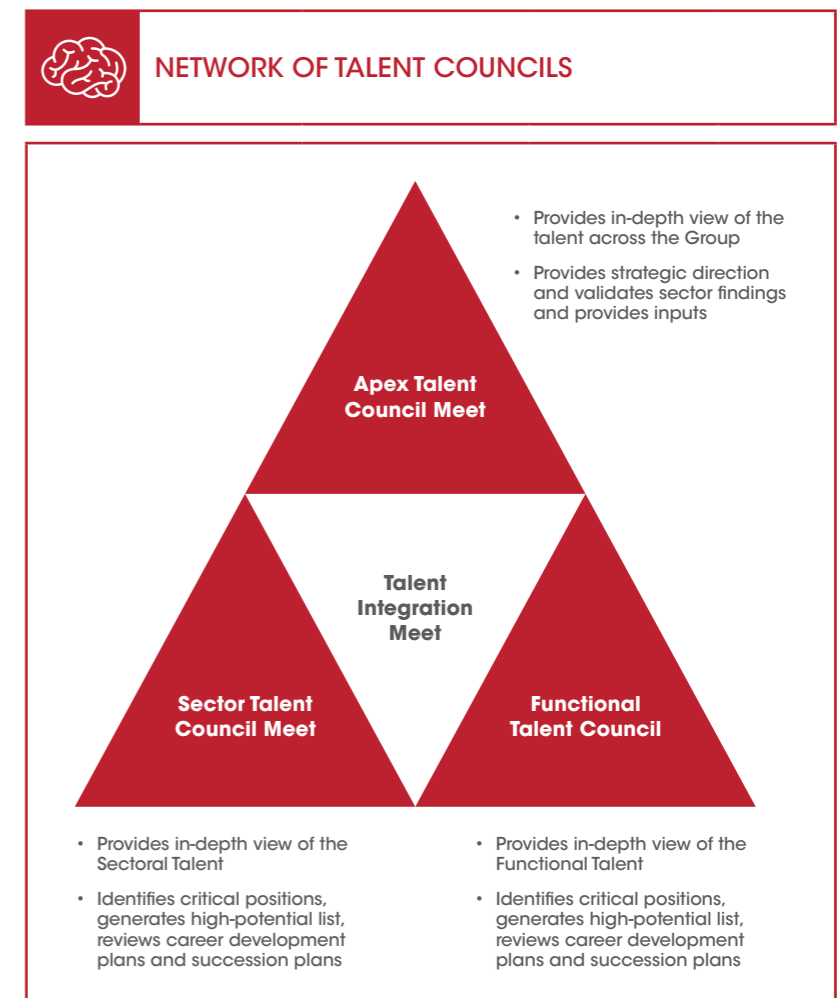 NETWORK OF TALENT COUNCILS
• Provides in-depth view of the
talent across the Group
• Provides strategic direction
and validates sector findings
and provides inputs
Apex Talent
Council Meet
Talent
Integration
Meet
Sector Talent
Council Meet
Functional
Talent Council
• Provides in-depth view of the
Sectoral Talent
• Identifies critical positions,
generates high-potential list,
reviews career development
plans and succession plans
• Provides in-depth view of the
Functional Talent
• Identifies critical positions,
generates high-potential list,
reviews career development
plans and succession plans